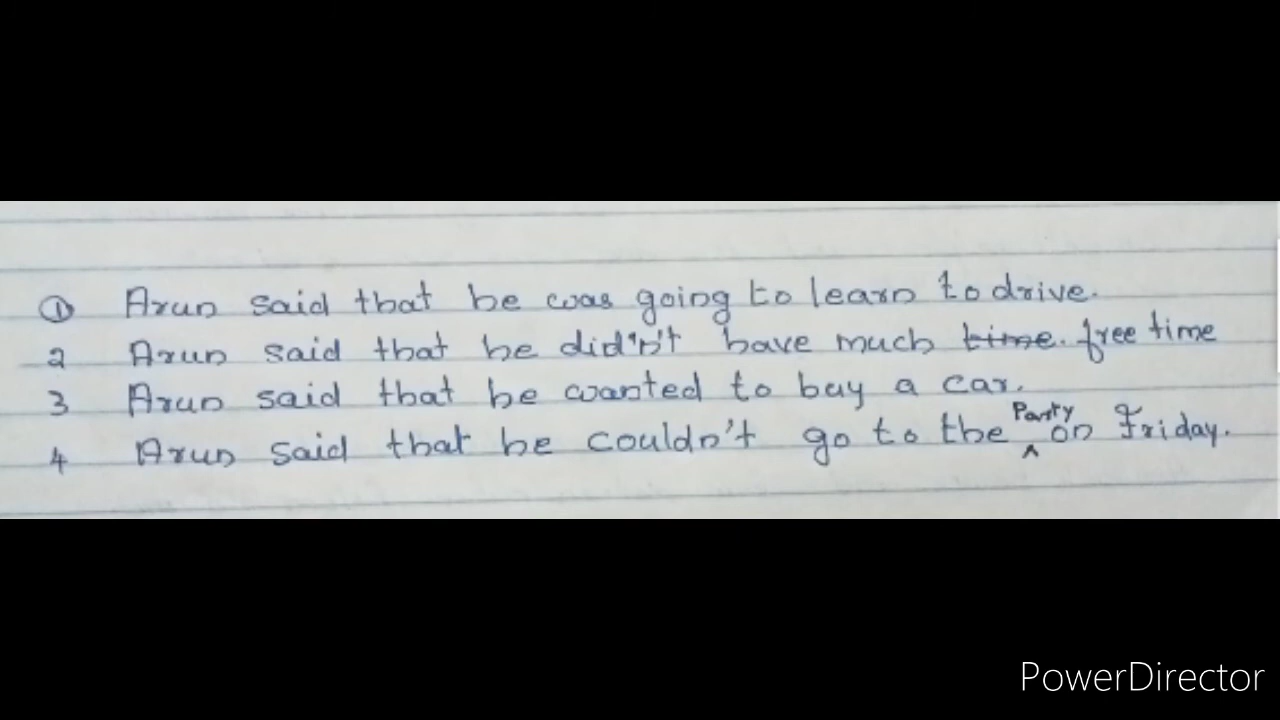 ① Arun said that he was going to learn to drive.
2 Arun said that he did'n't have much time. free time
3 Arun said that he wanted to buy a car.
4 Arun said that he couldn't go to the Party on Friday.
PowerDirector